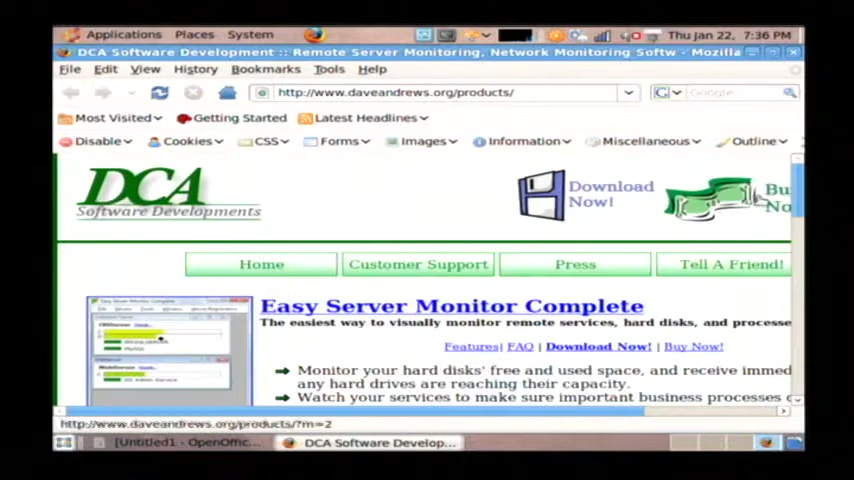 Applications Places System Thu Jan 22, 7:36 PM
DCA Software Development :: Remote Server Monitoring, Network Monitoring Softw - Mozilla
File Edit View History Bookmarks Tools Help
http://www.daveandrews.org/products/ Google
Most Visited Getting Started Latest Headlines
Disable Cookies CSS Forms Images Information Miscellaneous Outline
DCA
Software Developments
Download
Now!
Bu
No
Home Customer Support Press Tell A Friend!
Easy Server Monitor Complete
The easiest way to visually monitor remote services, hard disks, and processe
Features| FAQ | Download Now! | Buy Now!
Monitor your hard disks' free and used space, and receive immed
any hard drives are reaching their capacity.
Watch your services to make sure important business processes
http://www.daveandrews.org/products/?m=2
[Untitled1 - OpenOffic... DCA Software Develop...